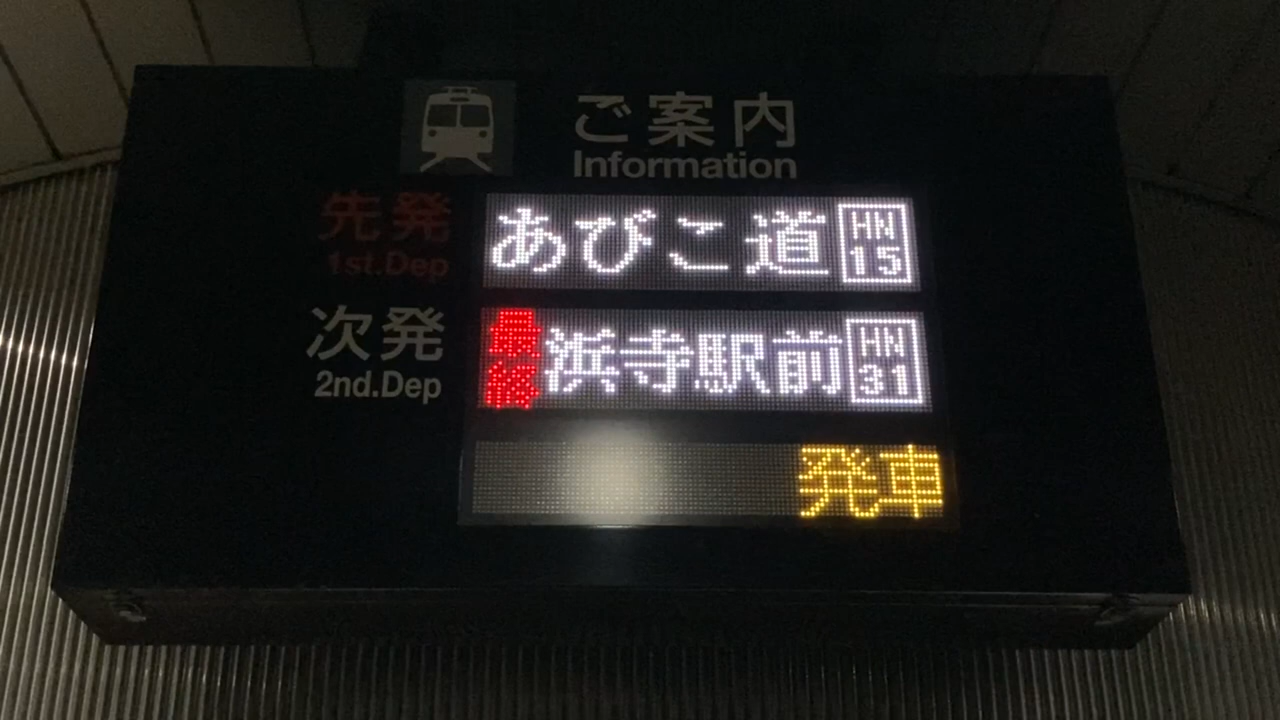 ご案内
Information
先発 あびこ道 HN 15
1st.Dep
次発 最終 浜寺駅前 HN 31
2nd.Dep
発車